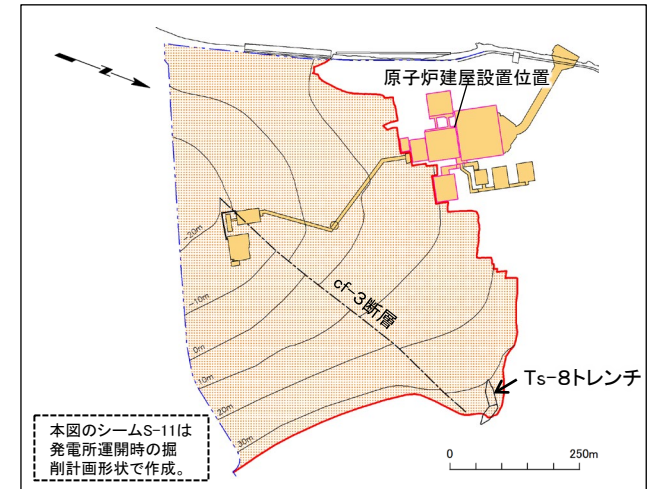 原子炉建屋設置位置
cf-3断層
-20m
-10m
0m
10m
20m
30m
Ts-8トレンチ
本図のシームS-11は
発電所運開時の掘
削計画形状で作成。
0 250m